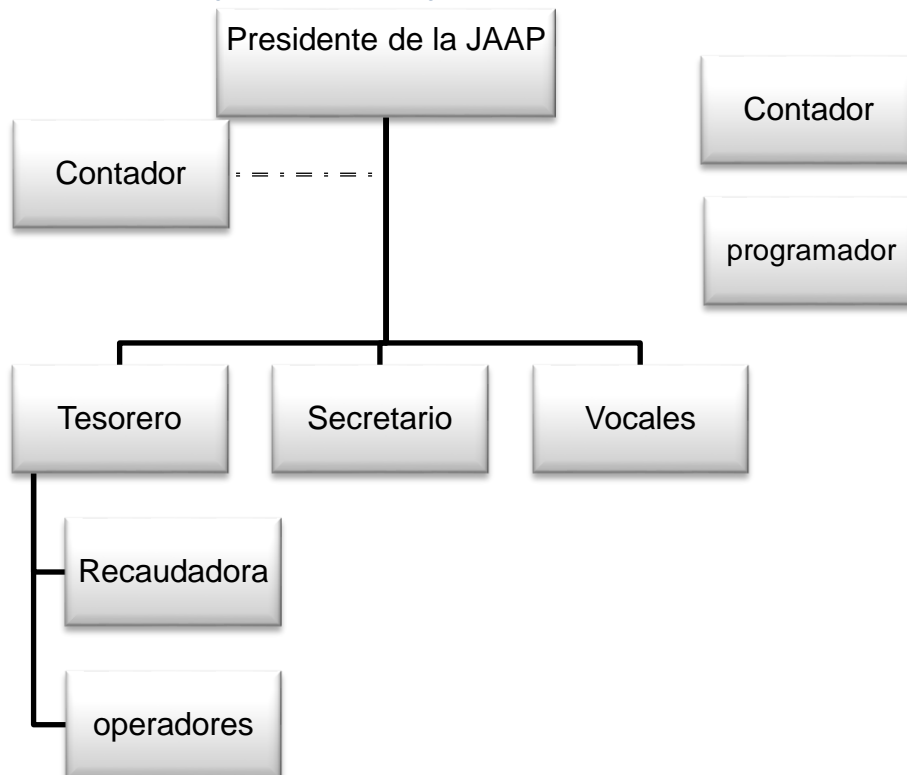 Presidente de la JAAP
Contador
Contador
programador
Tesorero
Secretario
Vocales
Recaudadora
operadores